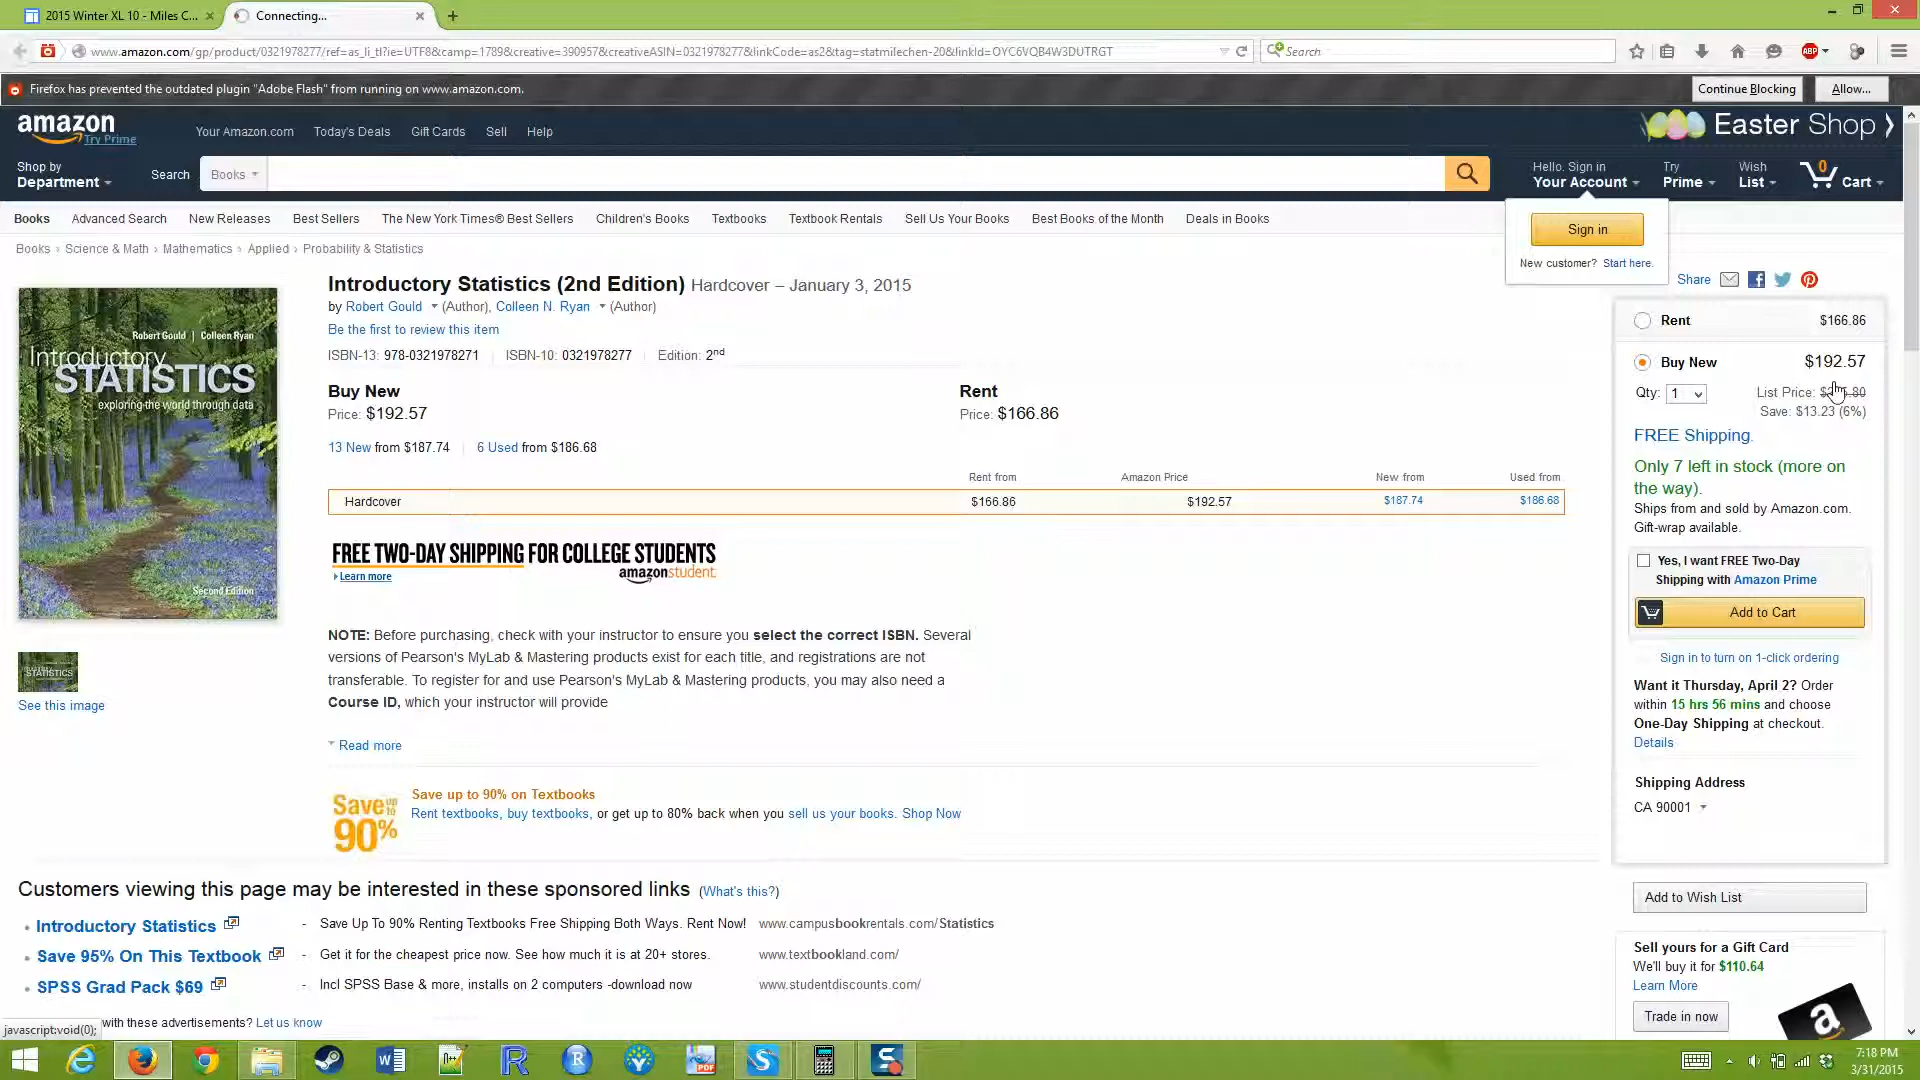 2015 Winter XL 10 - Miles C...
Connecting...
www.amazon.com/gp/product/0321978277/ref=as_li_tl?ie=UTF8&camp=1789&creative=390957&creativeASIN=0321978277&linkCode=as2&tag=statmilechen-20&linkId=OYC6VQB4W3DUTRGT
Search
ABP
Firefox has prevented the outdated plugin "Adobe Flash" from running on www.amazon.com.
Continue Blocking
Allow...
amazon
Try Prime
Your Amazon.com Today's Deals Gift Cards Sell Help
Easter Shop
Shop by
Department
Search
Books
Hello. Sign in
Your Account
Try
Prime
Wish
List
0
Cart
Books Advanced Search New Releases Best Sellers The New York Times® Best Sellers Children's Books Textbooks Textbook Rentals Sell Us Your Books Best Books of the Month Deals in Books
Sign in
New customer? Start here.
Books › Science & Math › Mathematics › Applied › Probability & Statistics
Share
Robert Gould | Colleen Ryan
Introductory
STATISTICS
exploring the world through data
Second Edition
STATISTICS
See this image
Introductory Statistics (2nd Edition) Hardcover – January 3, 2015
by Robert Gould (Author), Colleen N. Ryan (Author)
Be the first to review this item
ISBN-13: 978-0321978271 | ISBN-10: 0321978277 | Edition: 2nd
Buy New
Price: $192.57
Rent
Price: $166.86
13 New from $187.74 | 6 Used from $186.68
Rent from Amazon Price New from Used from
Hardcover $166.86 $192.57 $187.74 $186.68
FREE TWO-DAY SHIPPING FOR COLLEGE STUDENTS
amazonstudent
Learn more
NOTE: Before purchasing, check with your instructor to ensure you select the correct ISBN. Several
versions of Pearson's MyLab & Mastering products exist for each title, and registrations are not
transferable. To register for and use Pearson's MyLab & Mastering products, you may also need a
Course ID, which your instructor will provide
Read more
Save up to 90%
Save up to 90% on Textbooks
Rent textbooks, buy textbooks, or get up to 80% back when you sell us your books. Shop Now
Rent $166.86
Buy New $192.57
Qty: 1
List Price:
Save: $13.23 (6%)
FREE Shipping.
Only 7 left in stock (more on
the way).
Ships from and sold by Amazon.com.
Gift-wrap available.
Yes, I want FREE Two-Day
Shipping with Amazon Prime
Add to Cart
Sign in to turn on 1-click ordering
Want it Thursday, April 2? Order
within 15 hrs 56 mins and choose
One-Day Shipping at checkout.
Details
Shipping Address
CA 90001
Add to Wish List
Sell yours for a Gift Card
We'll buy it for $110.64
Learn More
Trade in now
a
Customers viewing this page may be interested in these sponsored links (What's this?)
Introductory Statistics - Save Up To 90% Renting Textbooks Free Shipping Both Ways. Rent Now! www.campusbookrentals.com/Statistics
Save 95% On This Textbook - Get it for the cheapest price now. See how much it is at 20+ stores. www.textbookland.com/
SPSS Grad Pack $69 - Incl SPSS Base & more, installs on 2 computers -download now www.studentdiscounts.com/
javascript:void(0);
with these advertisements? Let us know
7:18 PM
3/31/2015